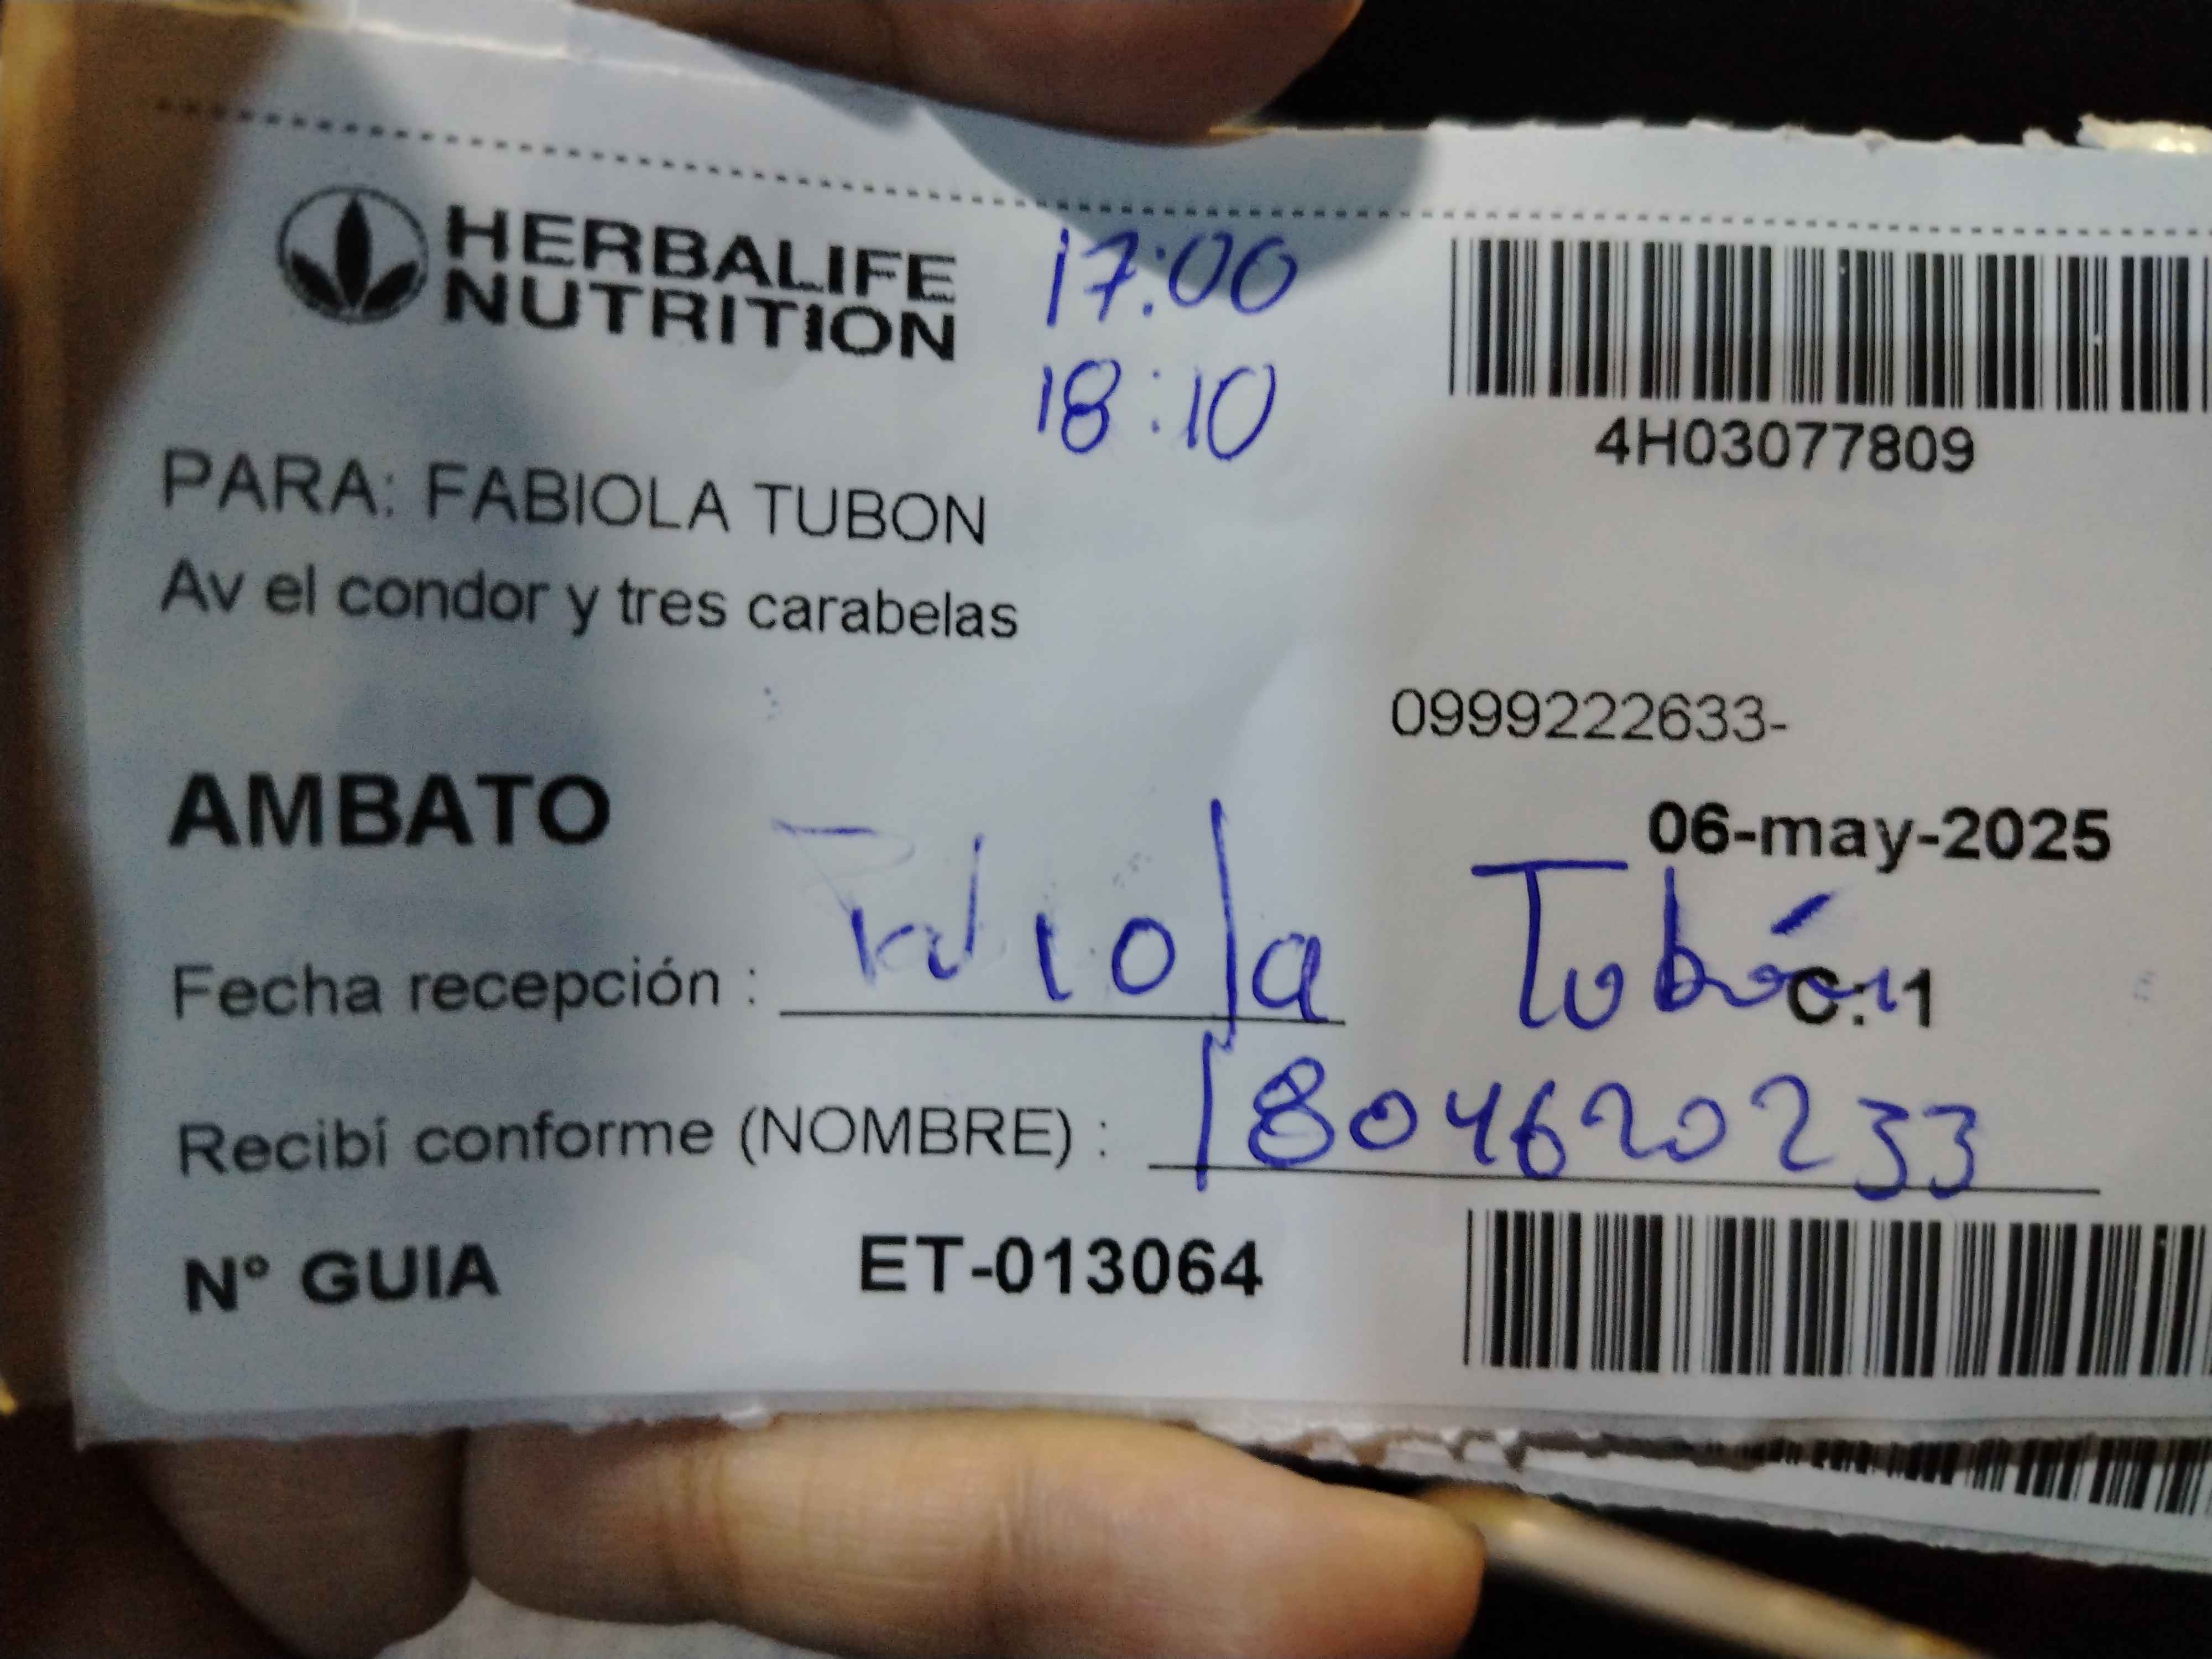 HERBALIFE
NUTRITION
17:00
18:10
4H03077809
PARA: FABIOLA TUBON
Av el condor y tres carabelas
0999222633-
AMBATO
06-may-2025
Fecha recepción : Fabiola Tubón
C: 1
Recibí conforme (NOMBRE) : 1804620233
N° GUIA ET-013064